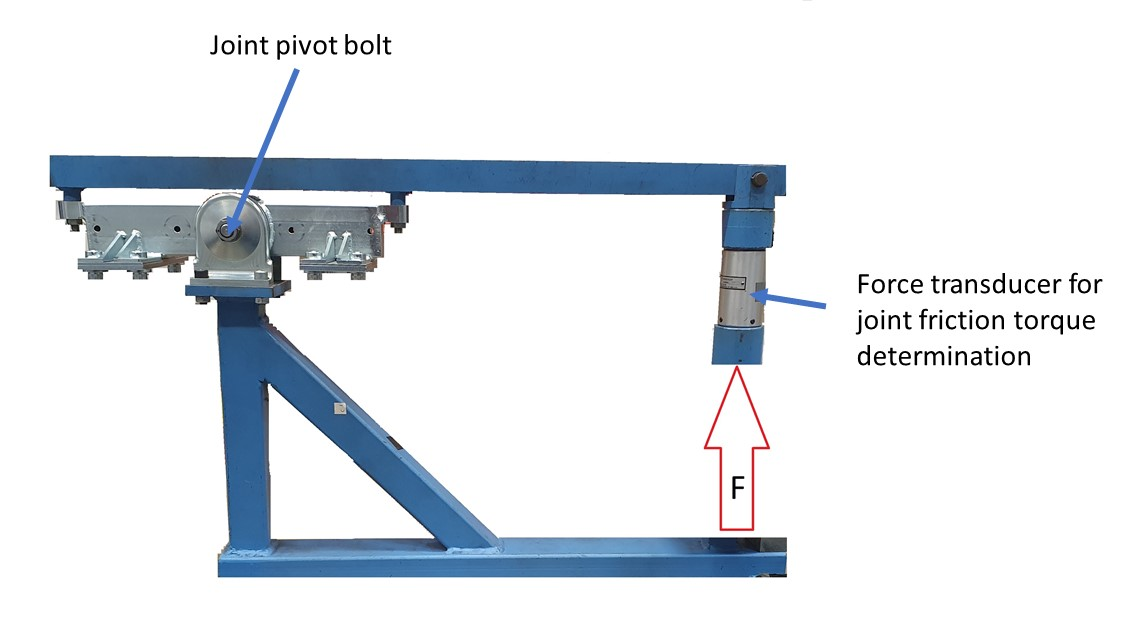 Joint pivot bolt
Force transducer for
joint friction torque
determination
F